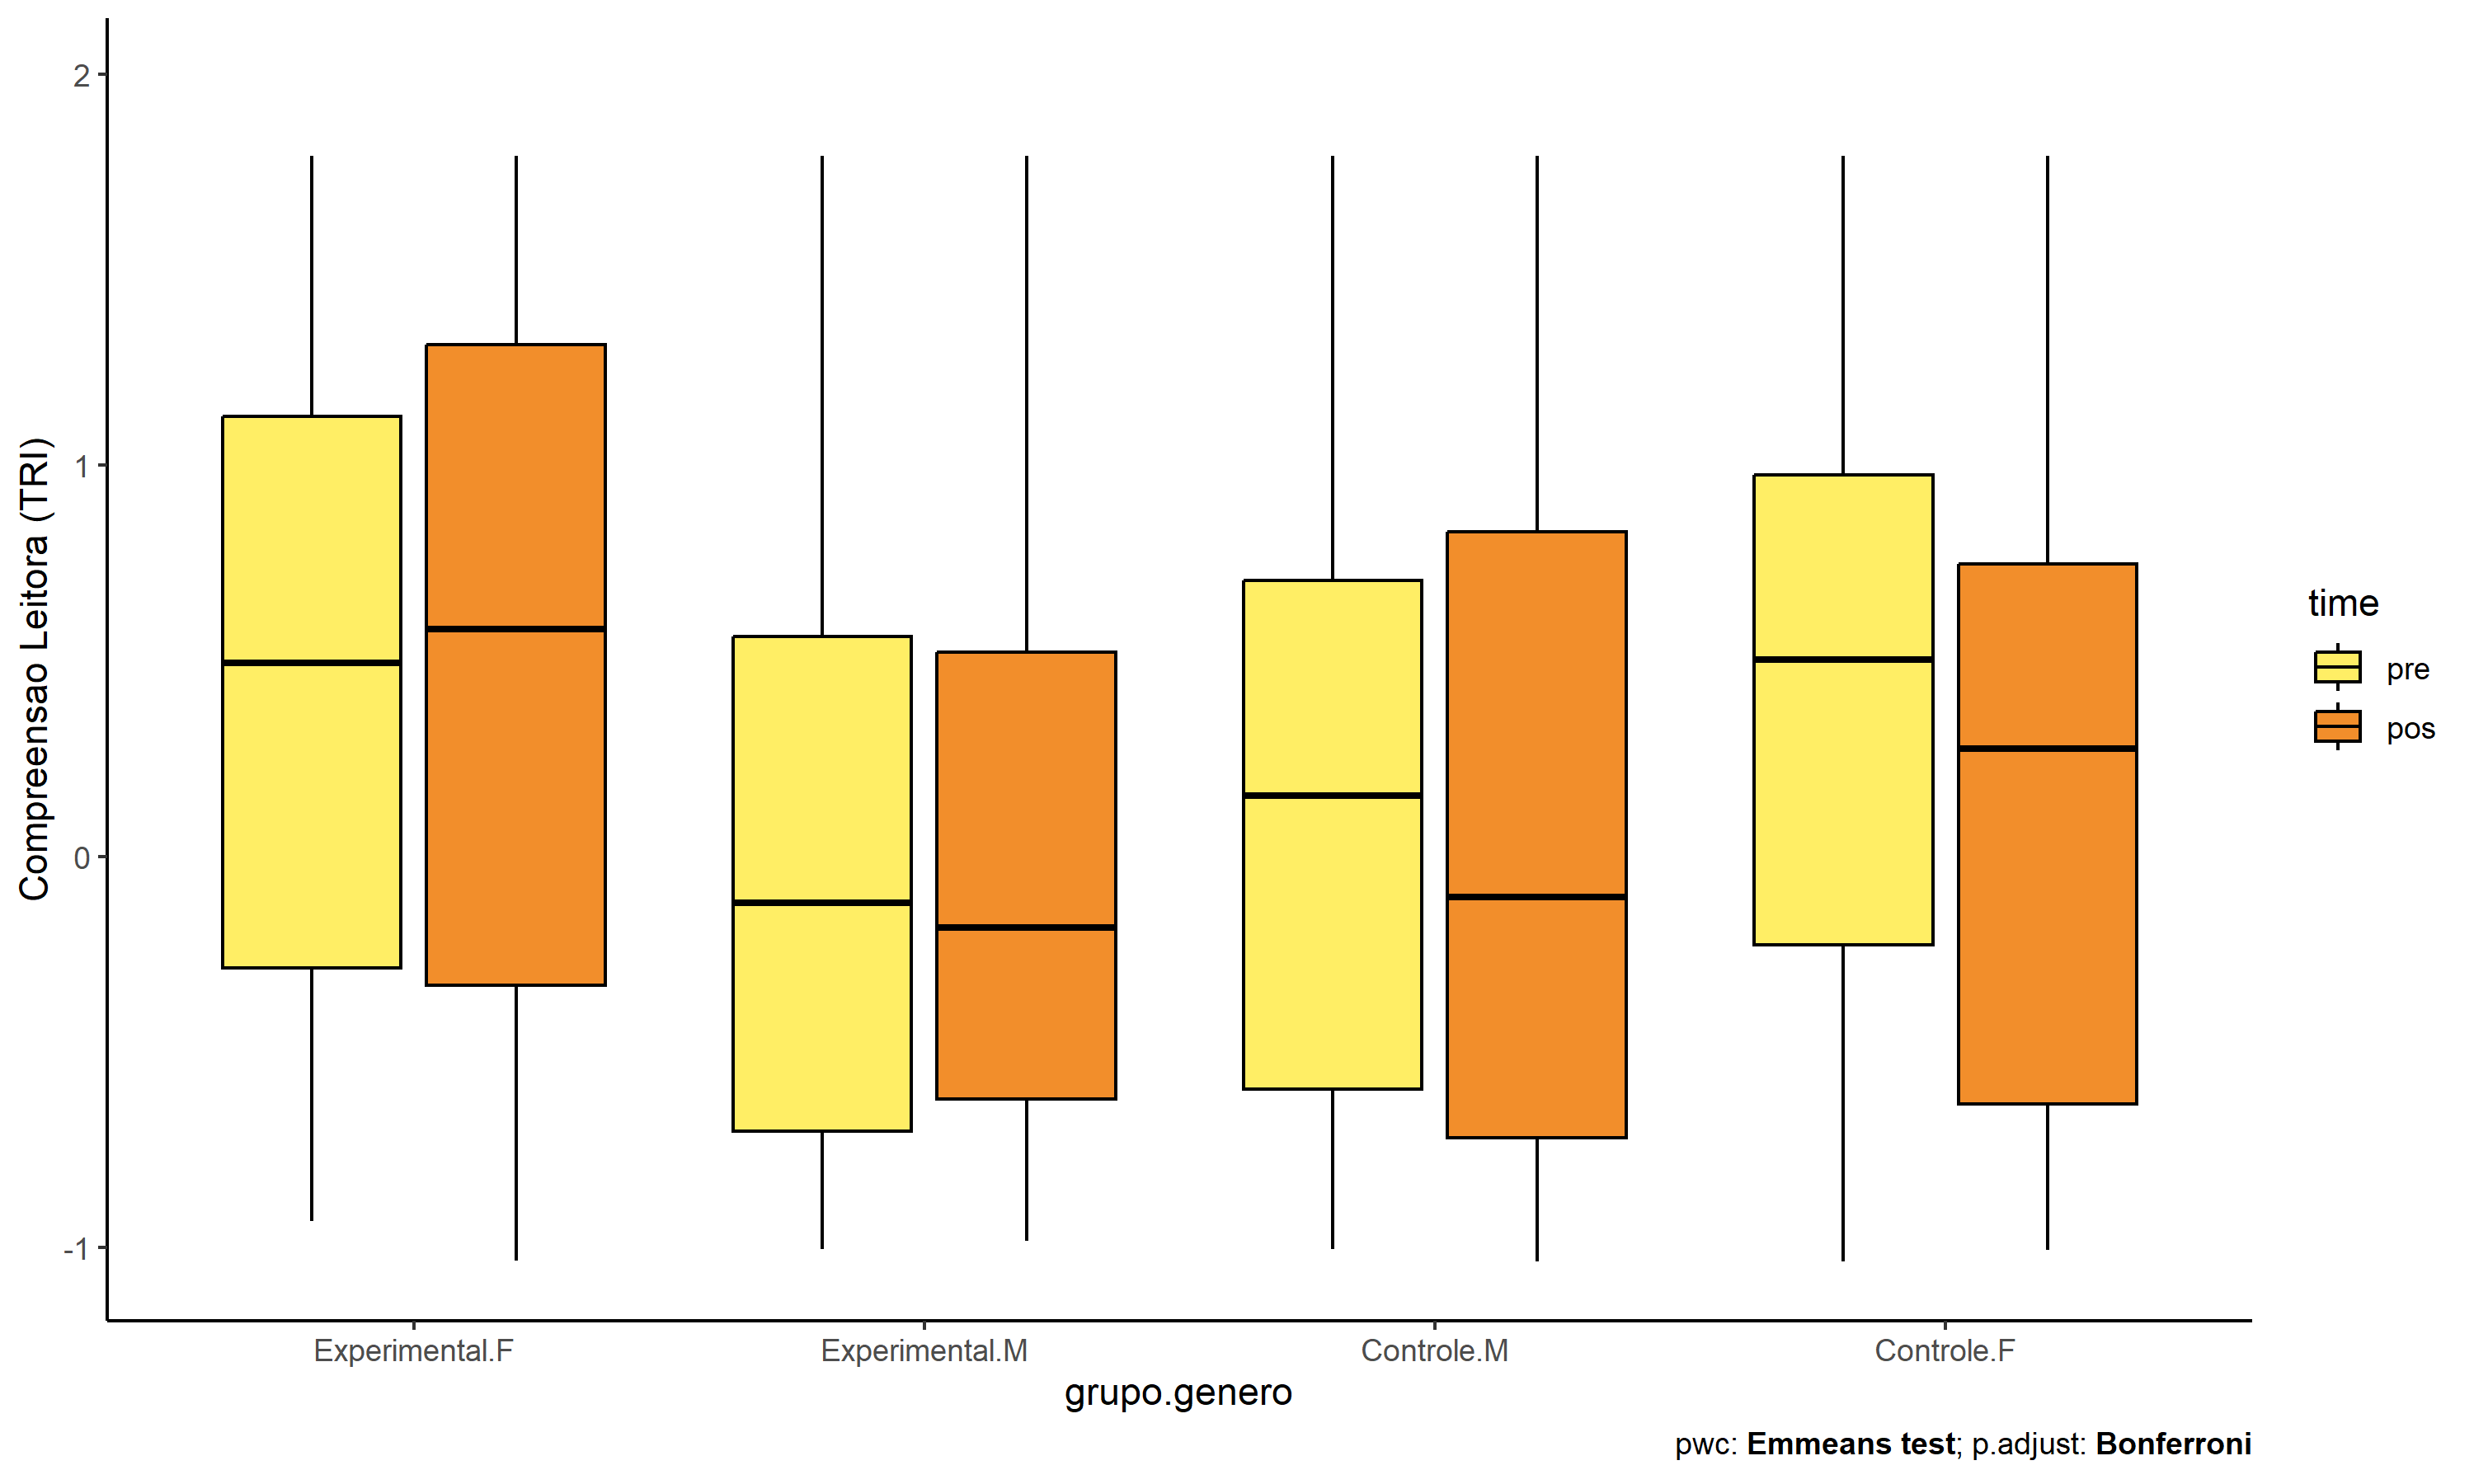 Compreensao Leitora (TRI)
2
1
0
-1
Experimental.F
Experimental.M
Controle.M
Controle.F
grupo.genero
time
pre
pos
pwc: Emmeans test; p.adjust: Bonferroni